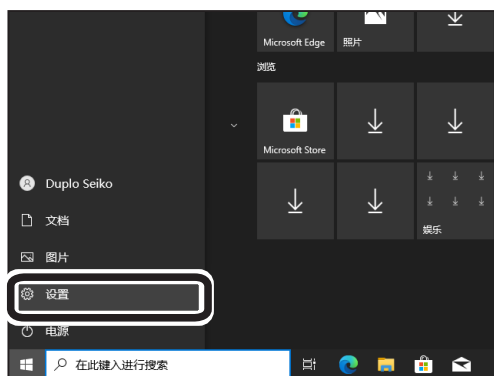 Microsoft Edge
照片
浏览
Microsoft Store
娱乐
Duplo Seiko
文档
图片
设置
电源
在此键入进行搜索